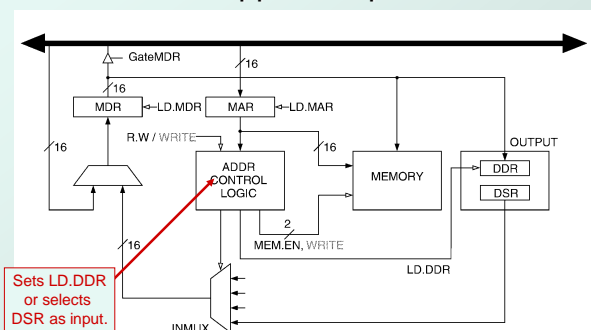 GateMDR
16
16
MDR
LD.MDR
MAR
LD.MAR
16
R.W / WRITE
16
OUTPUT
ADDR
CONTROL
LOGIC
MEMORY
DDR
DSR
2
MEM.EN, WRITE
16
LD.DDR
Sets LD.DDR
or selects
DSR as input.
INMUX